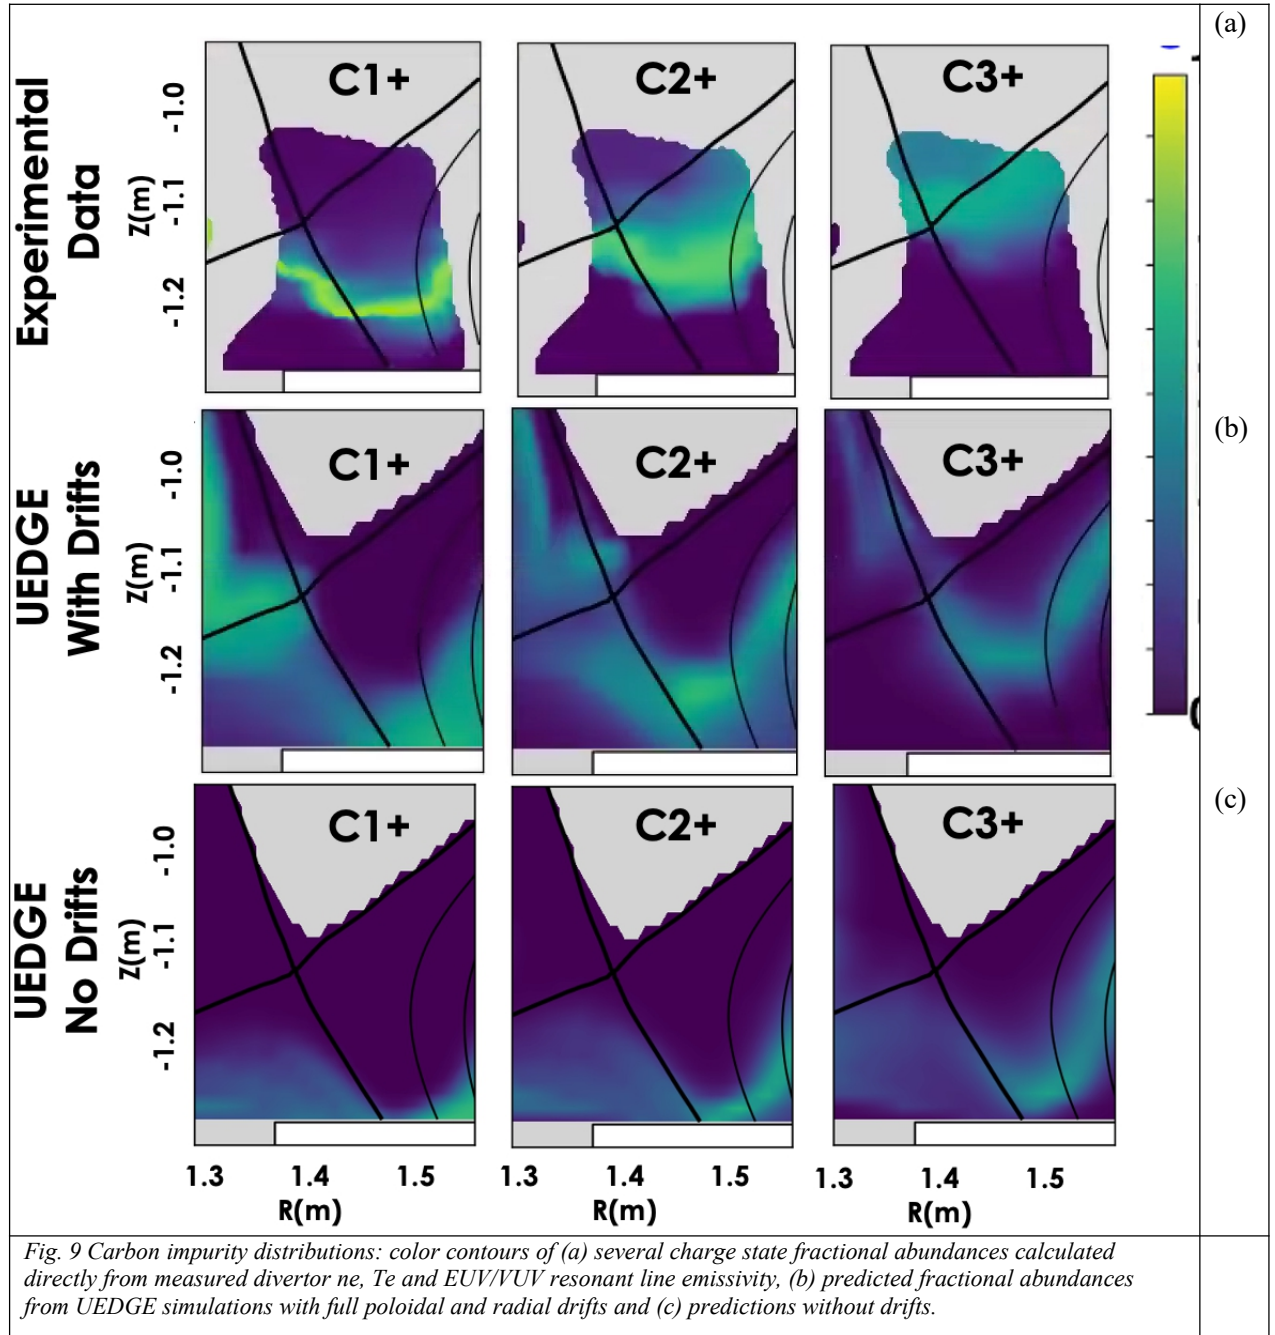 (a)
Experimental
Data
C1+
C2+
C3+
Z(m)
-1.0
-1.1
-1.2
(b)
UEDGE
With Drifts
C1+
C2+
C3+
Z(m)
-1.0
-1.1
-1.2
(c)
UEDGE
No Drifts
C1+
C2+
C3+
Z(m)
-1.0
-1.1
-1.2
1.3 1.4 1.5 1.3 1.4 1.5 1.3 1.4 1.5
R(m) R(m) R(m)
Fig. 9 Carbon impurity distributions: color contours of (a) several charge state fractional abundances calculated
directly from measured divertor ne, Te and EUV/VUV resonant line emissivity, (b) predicted fractional abundances
from UEDGE simulations with full poloidal and radial drifts and (c) predictions without drifts.